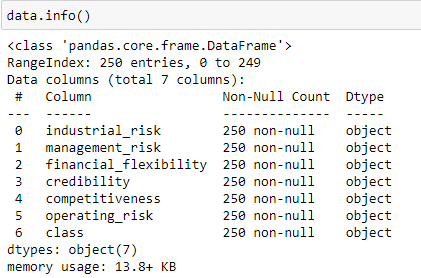 data.info()
<class 'pandas.core.frame.DataFrame'>
RangeIndex: 250 entries, 0 to 249
Data columns (total 7 columns):
 #   Column                 Non-Null Count  Dtype
---  ------                 --------------  -----
 0   industrial_risk        250 non-null    object
 1   management_risk        250 non-null    object
 2   financial_flexibility  250 non-null    object
 3   credibility            250 non-null    object
 4   competitiveness        250 non-null    object
 5   operating_risk         250 non-null    object
 6   class                  250 non-null    object
dtypes: object(7)
memory usage: 13.8+ KB